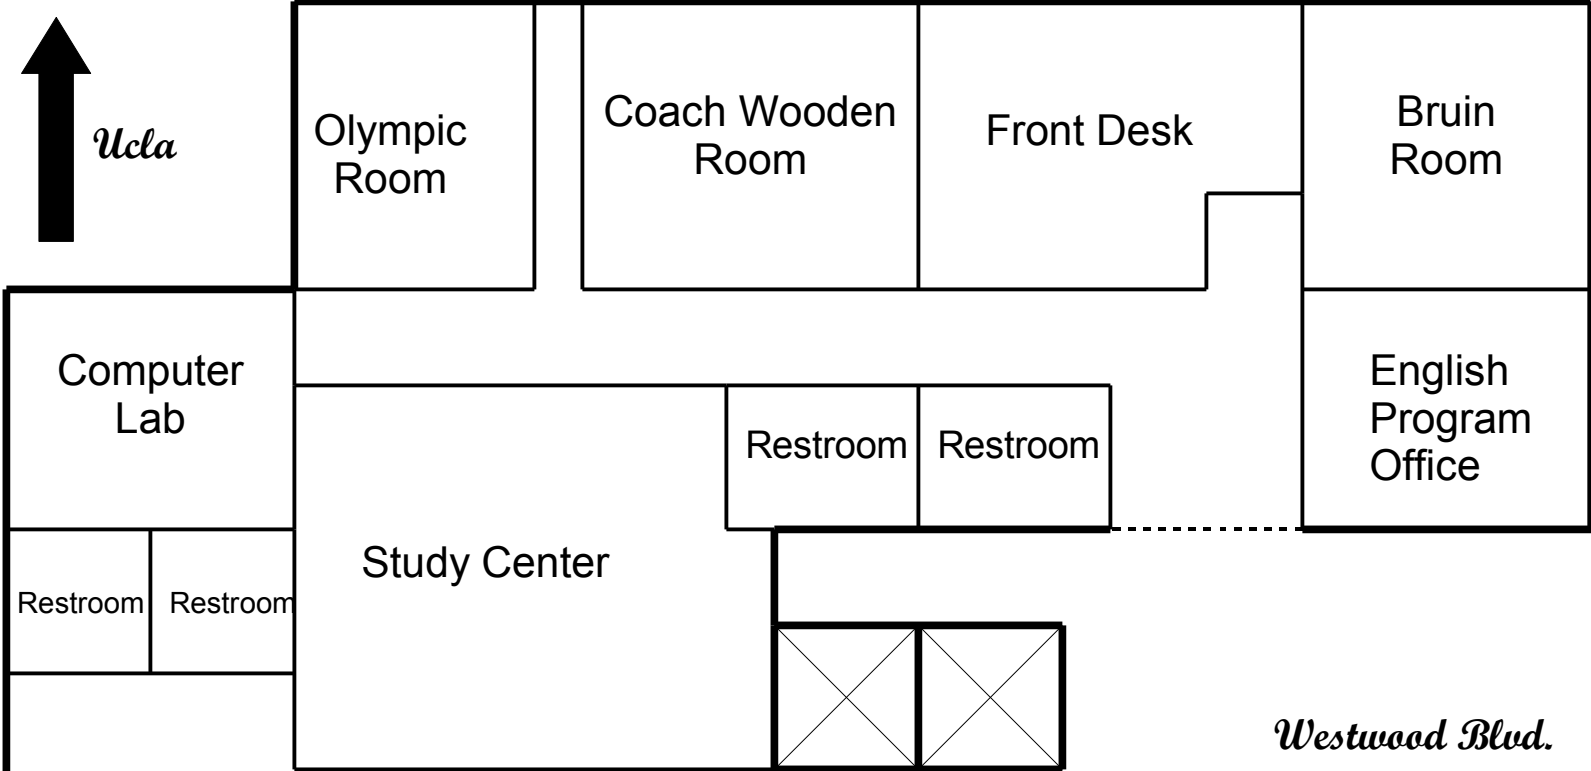 Ucla
Olympic
Room
Coach Wooden
Room
Front Desk
Bruin
Room
Computer
Lab
English
Program
Office
Restroom
Restroom
Study Center
Restroom
Restroom
Westwood Blvd.